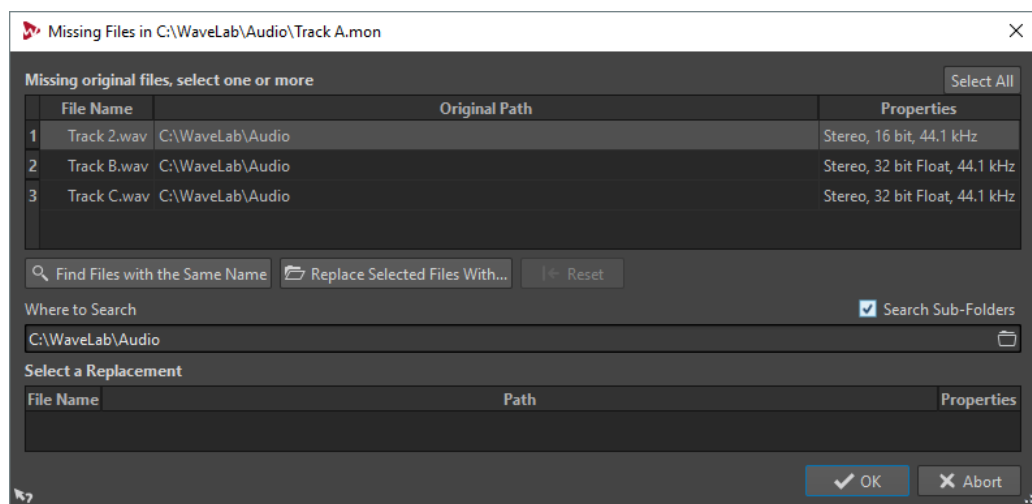 Missing Files in C:\WaveLab\Audio\Track A.mon
Missing original files, select one or more Select All
File Name Original Path Properties
1 Track 2.wav C:\WaveLab\Audio Stereo, 16 bit, 44.1 kHz
2 Track B.wav C:\WaveLab\Audio Stereo, 32 bit Float, 44.1 kHz
3 Track C.wav C:\WaveLab\Audio Stereo, 32 bit Float, 44.1 kHz
Find Files with the Same Name Replace Selected Files With... Reset
Where to Search Search Sub-Folders
C:\WaveLab\Audio
Select a Replacement
File Name Path Properties
OK Abort